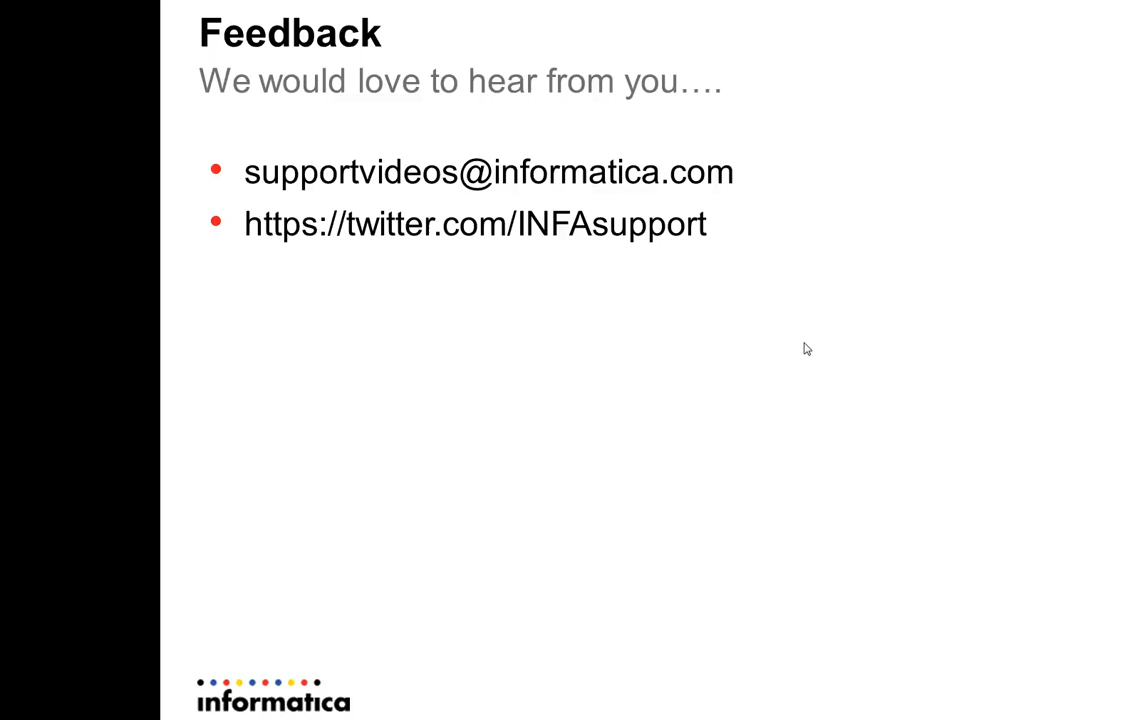 Feedback
We would love to hear from you….
• supportvideos@informatica.com
• https://twitter.com/INFAsupport
informatica